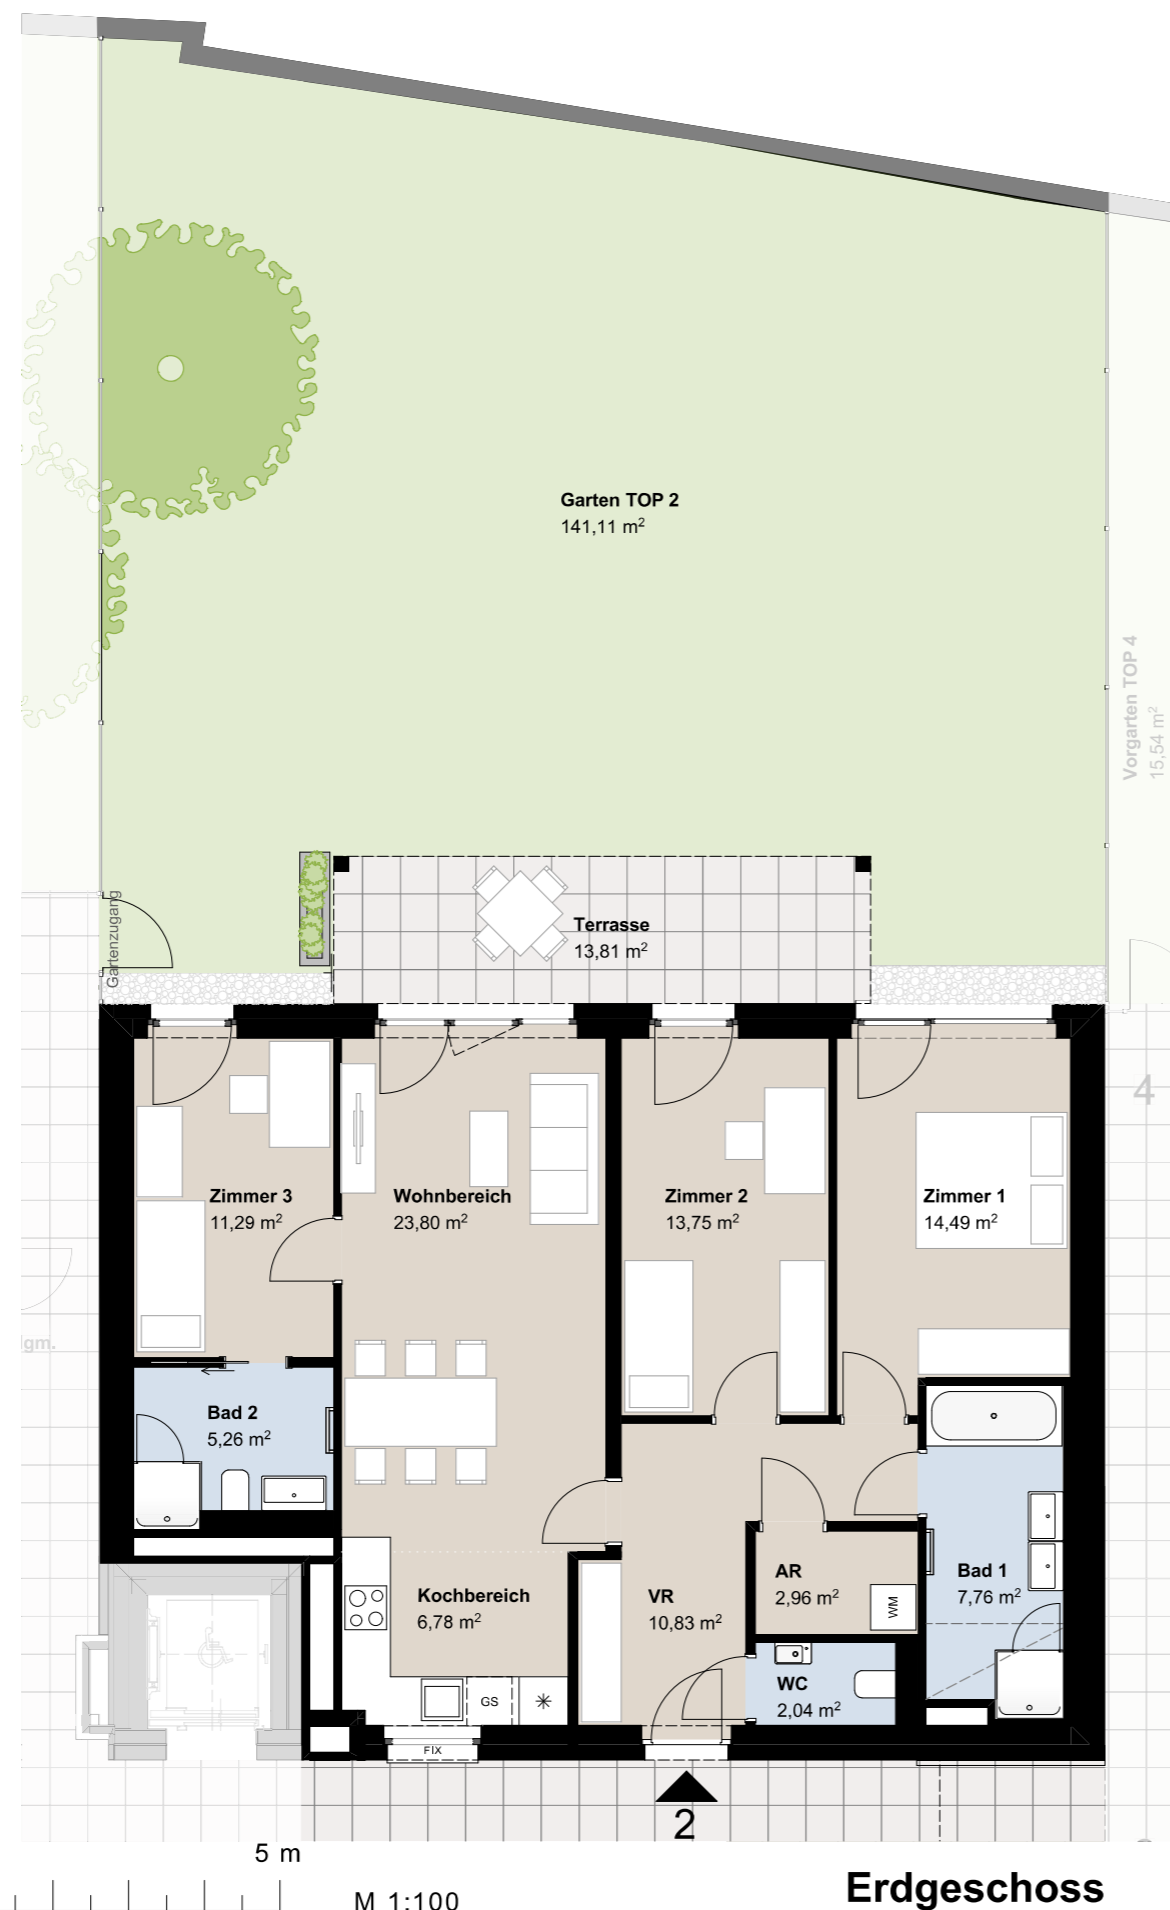 Garten TOP 2
141,11 m²
Vorgarten TOP 4
15,54 m²
Gartenzugang
Terrasse
13,81 m²
4
Zimmer 3
11,29 m²
Wohnbereich
23,80 m²
Zimmer 2
13,75 m²
Zimmer 1
14,49 m²
gm.
Bad 2
5,26 m²
Kochbereich
6,78 m²
VR
10,83 m²
AR
2,96 m²
WM
Bad 1
7,76 m²
WC
2,04 m²
GS
FIX
2
5 m
M 1:100
Erdgeschoss